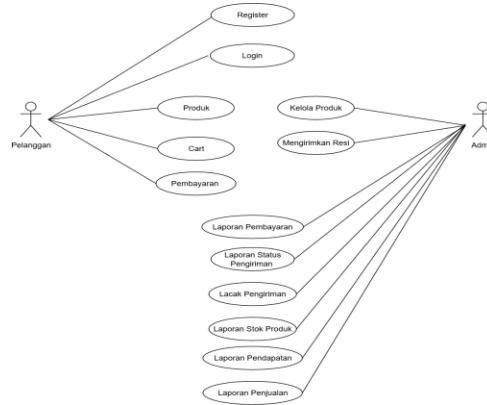 Register
Login
Produk
Kelola Produk
Pelanggan
Cart
Mengirimkan Resi
Adm
Pembayaran
Laporan Pembayaran
Laporan Status
Pengiriman
Lacak Pengiriman
Laporan Stok Produk
Laporan Pendapatan
Laporan Penjualan